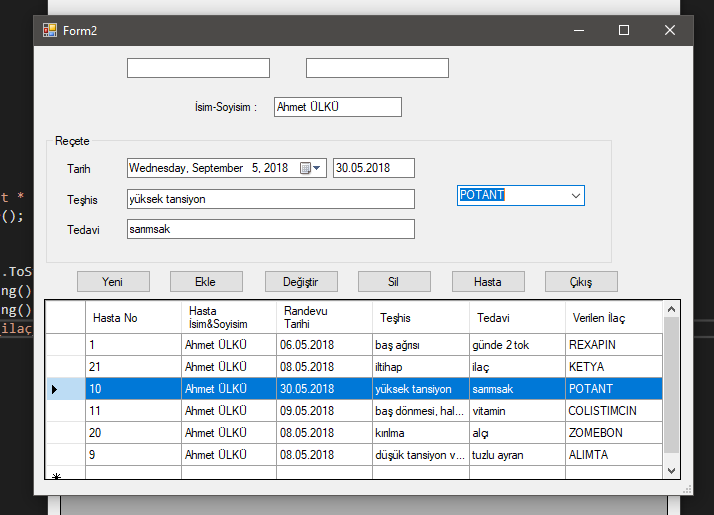 Form2
İsim-Soyisim :
Ahmet ÜLKÜ
Reçete
Tarih
Wednesday, September 5, 2018
30.05.2018
t *
Teşhis
yüksek tansiyon
POTANT
();
Tedavi
sarımsak
.ToS
Yeni
Ekle
Değiştir
Sil
Hasta
Çıkış
ng()
ng()
ilaç
Hasta No
Hasta İsim&Soyisim
Randevu Tarihi
Teşhis
Tedavi
Verilen İlaç
1 Ahmet ÜLKÜ 06.05.2018 baş ağrısı günde 2 tok REXAPIN
21 Ahmet ÜLKÜ 08.05.2018 iltihap ilaç KETYA
10 Ahmet ÜLKÜ 30.05.2018 yüksek tansiyon sarımsak POTANT
11 Ahmet ÜLKÜ 09.05.2018 baş dönmesi, hal... vitamin COLISTIMCIN
20 Ahmet ÜLKÜ 08.05.2018 kırılma alçı ZOMEBON
9 Ahmet ÜLKÜ 08.05.2018 düşük tansiyon v... tuzlu ayran ALIMTA